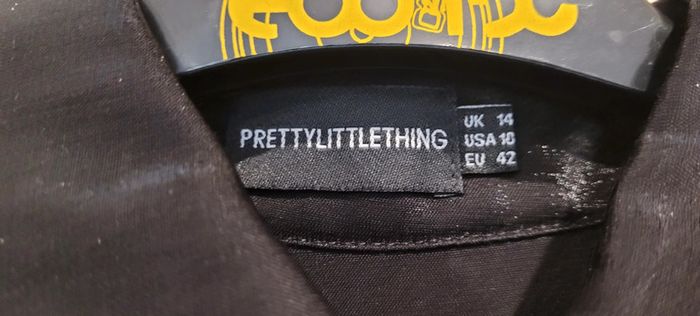 PRETTYLITTLETHING
UK 14
USA 10
EU 42